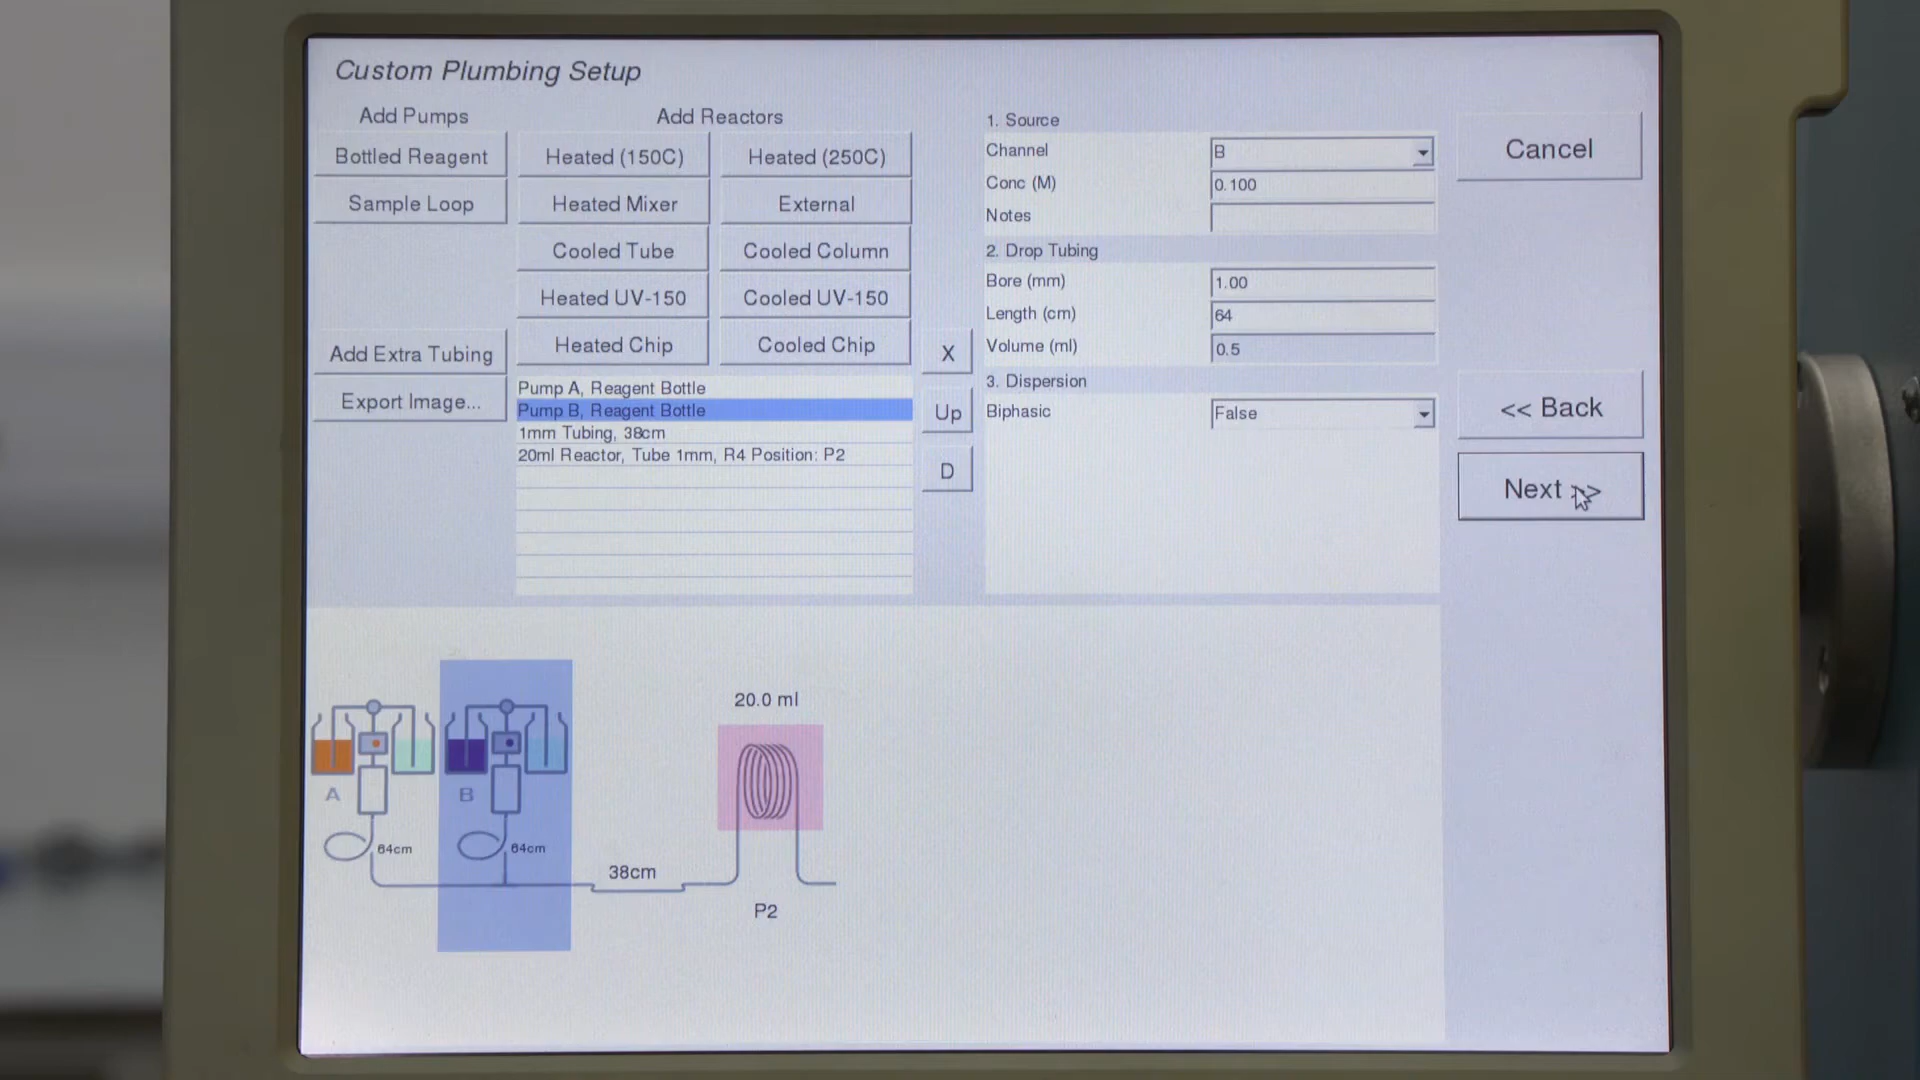 Custom Plumbing Setup
Add Pumps
Add Reactors
Bottled Reagent
Heated (150C)
Heated (250C)
Sample Loop
Heated Mixer
External
Cooled Tube
Cooled Column
Heated UV-150
Cooled UV-150
Add Extra Tubing
Heated Chip
Cooled Chip
Export Image...
Pump A, Reagent Bottle
Pump B, Reagent Bottle
1mm Tubing, 38cm
20ml Reactor, Tube 1mm, R4 Position: P2
X
Up
D
1. Source
Channel
B
Conc (M)
0.100
Notes
2. Drop Tubing
Bore (mm)
1.00
Length (cm)
64
Volume (ml)
0.5
3. Dispersion
Biphasic
False
Cancel
<< Back
Next >>
20.0 ml
A
B
64cm
64cm
38cm
P2